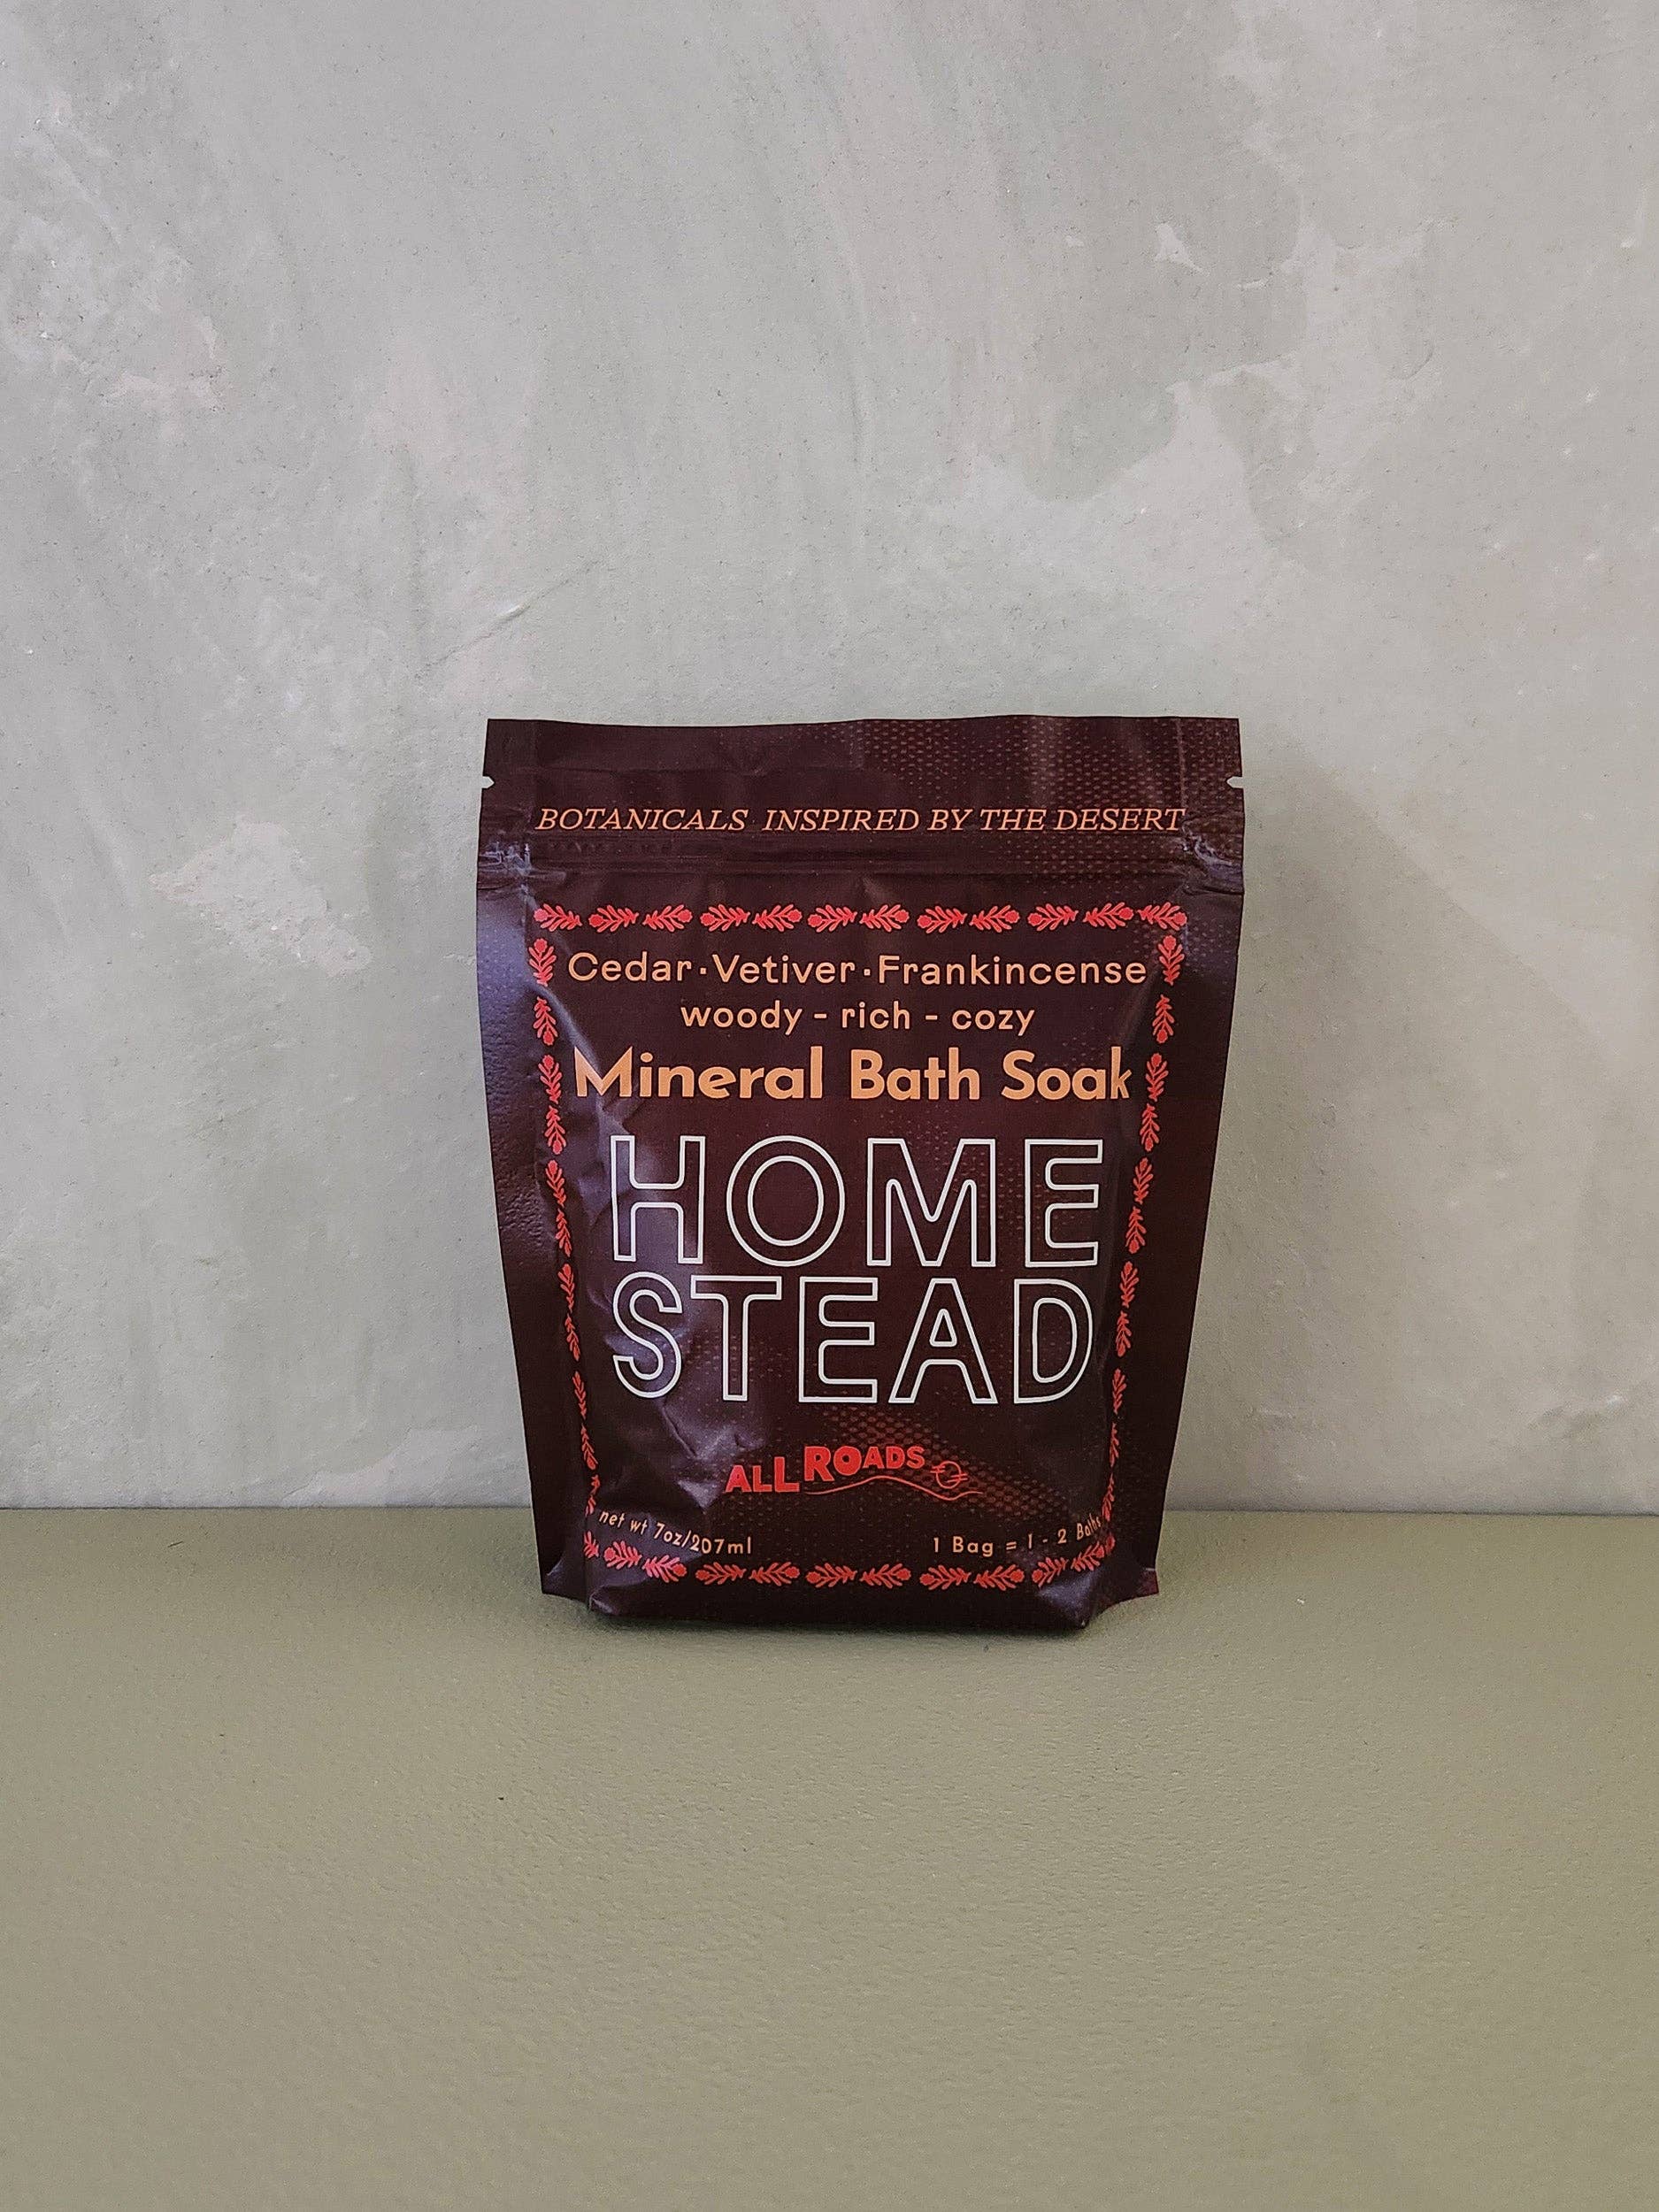 BOTANICALS INSPIRED BY THE DESERT
Cedar·Vetiver·Frankincense
woody - rich - cozy
Mineral Bath Soak
HOME
STEAD
ALL ROADS
net wt 7oz/207ml
1 Bag = 1 - 2 Baths